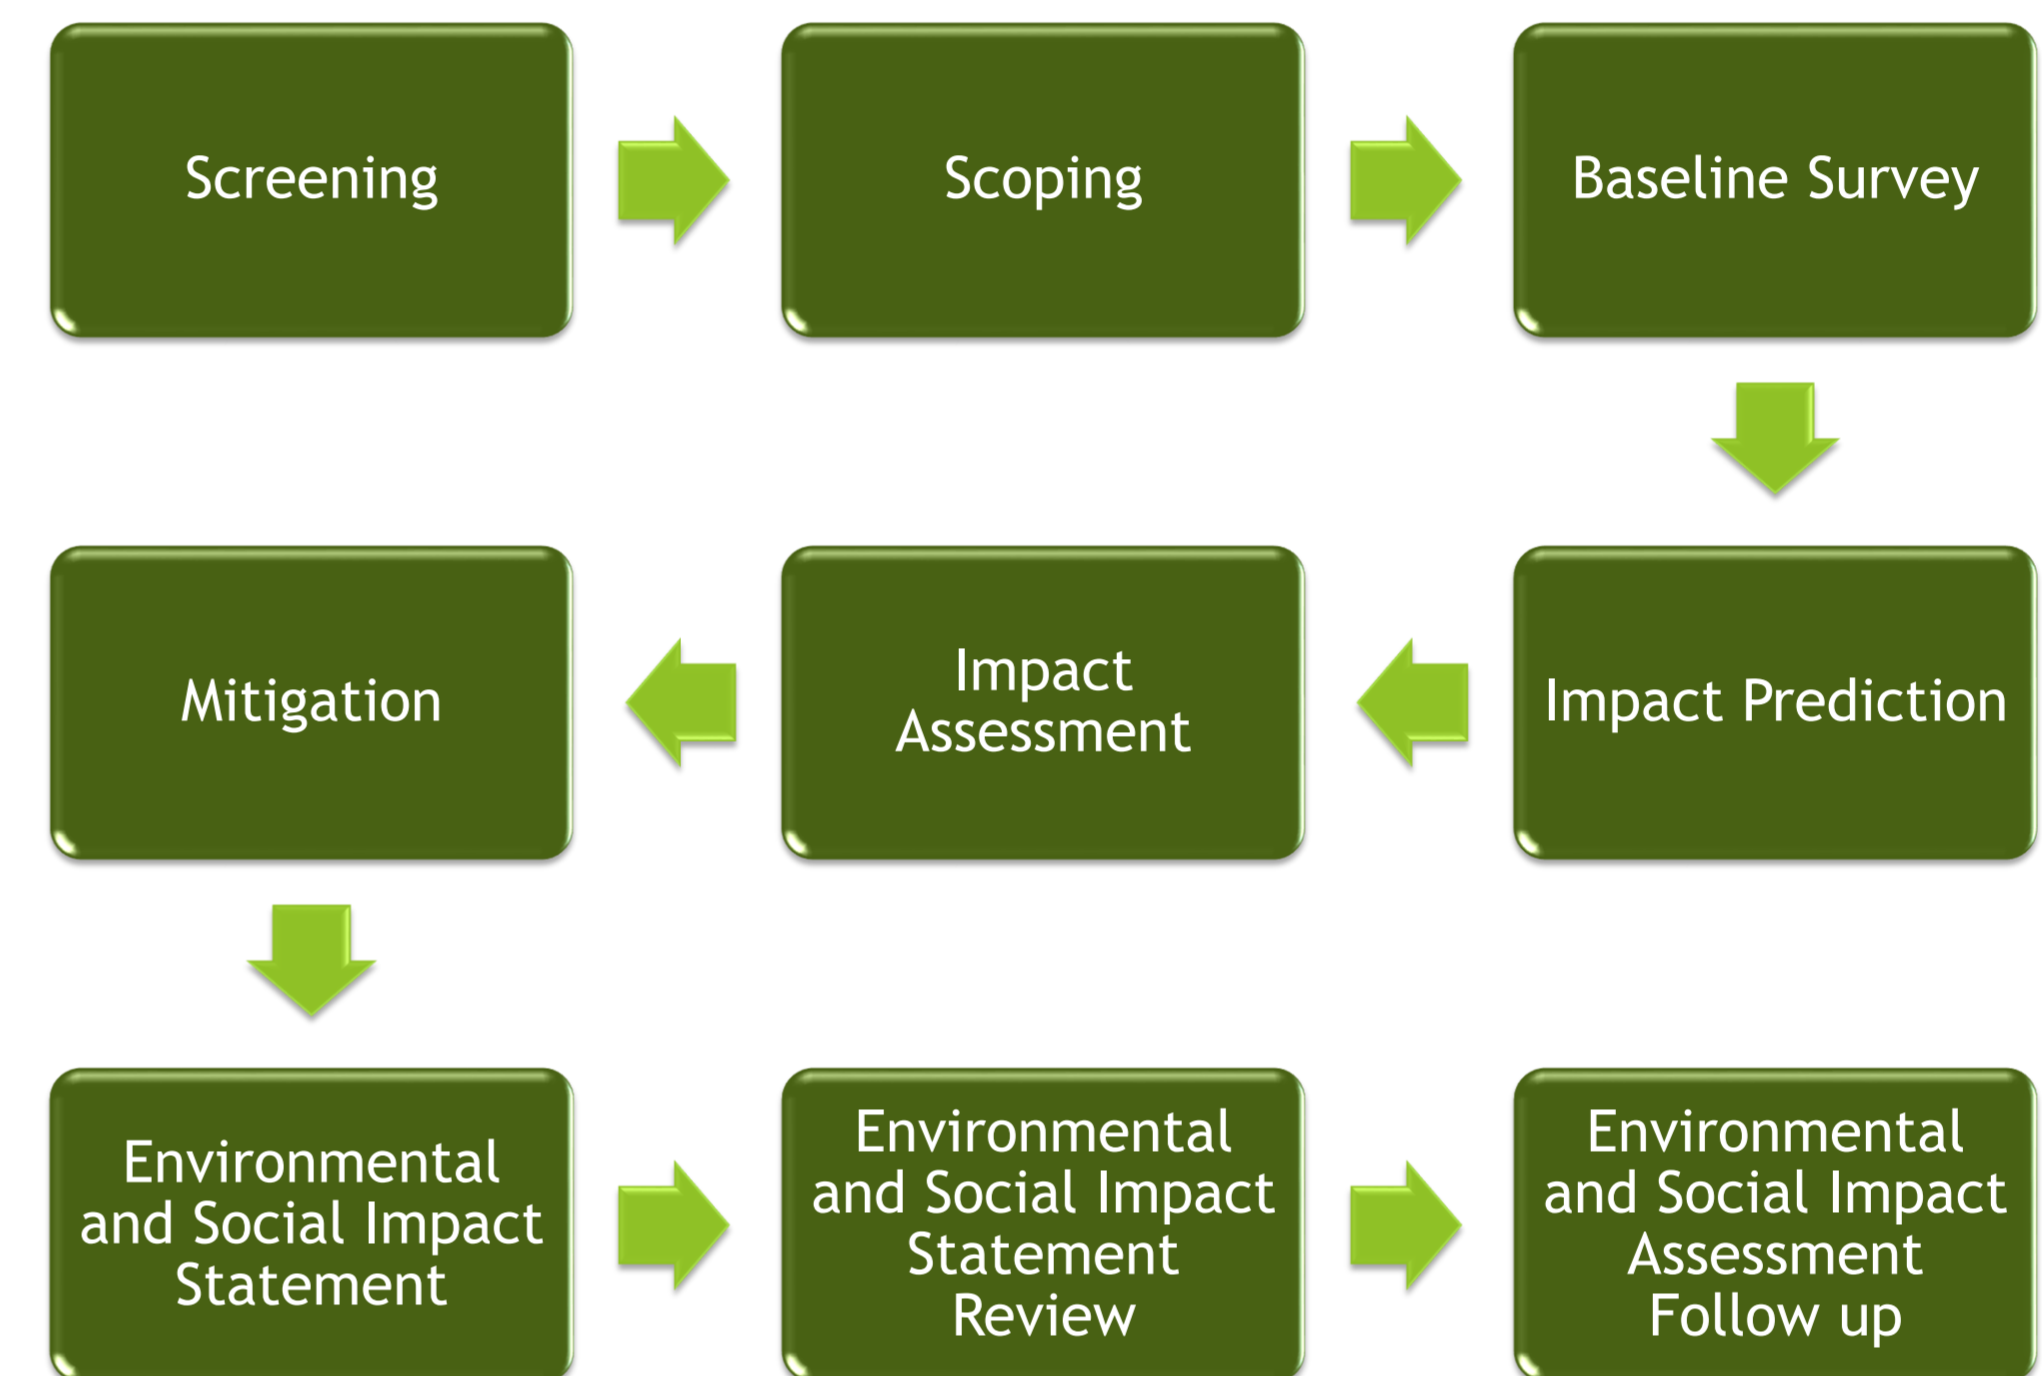 Screening
Scoping
Baseline Survey
Impact Prediction
Impact
Assessment
Mitigation
Environmental
and Social Impact
Statement
Environmental
and Social Impact
Statement
Review
Environmental
and Social Impact
Assessment
Follow up